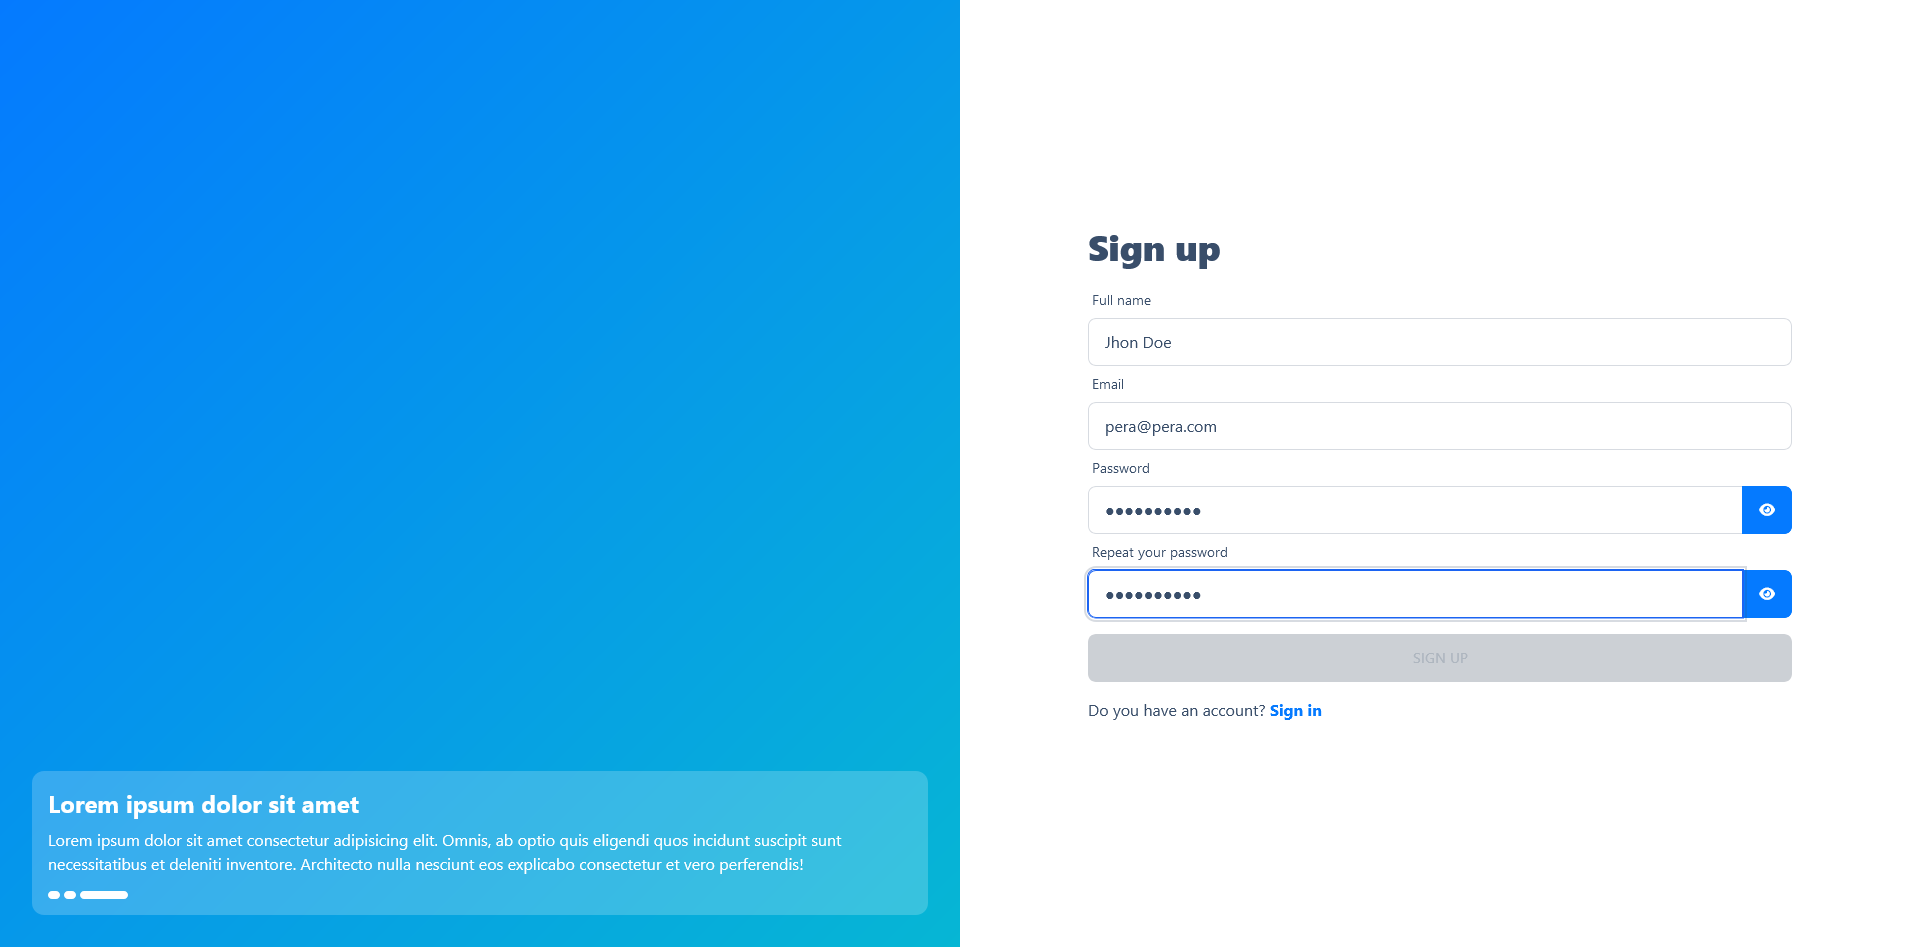 Sign up
Full name
Jhon Doe
Email
pera@pera.com
Password
●●●●●●●●●●
Repeat your password
●●●●●●●●●●
SIGN UP
Do you have an account? Sign in
Lorem ipsum dolor sit amet
Lorem ipsum dolor sit amet consectetur adipisicing elit. Omnis, ab optio quis eligendi quos incidunt suscipit sunt
necessitatibus et deleniti inventore. Architecto nulla nesciunt eos explicabo consectetur et vero perferendis!